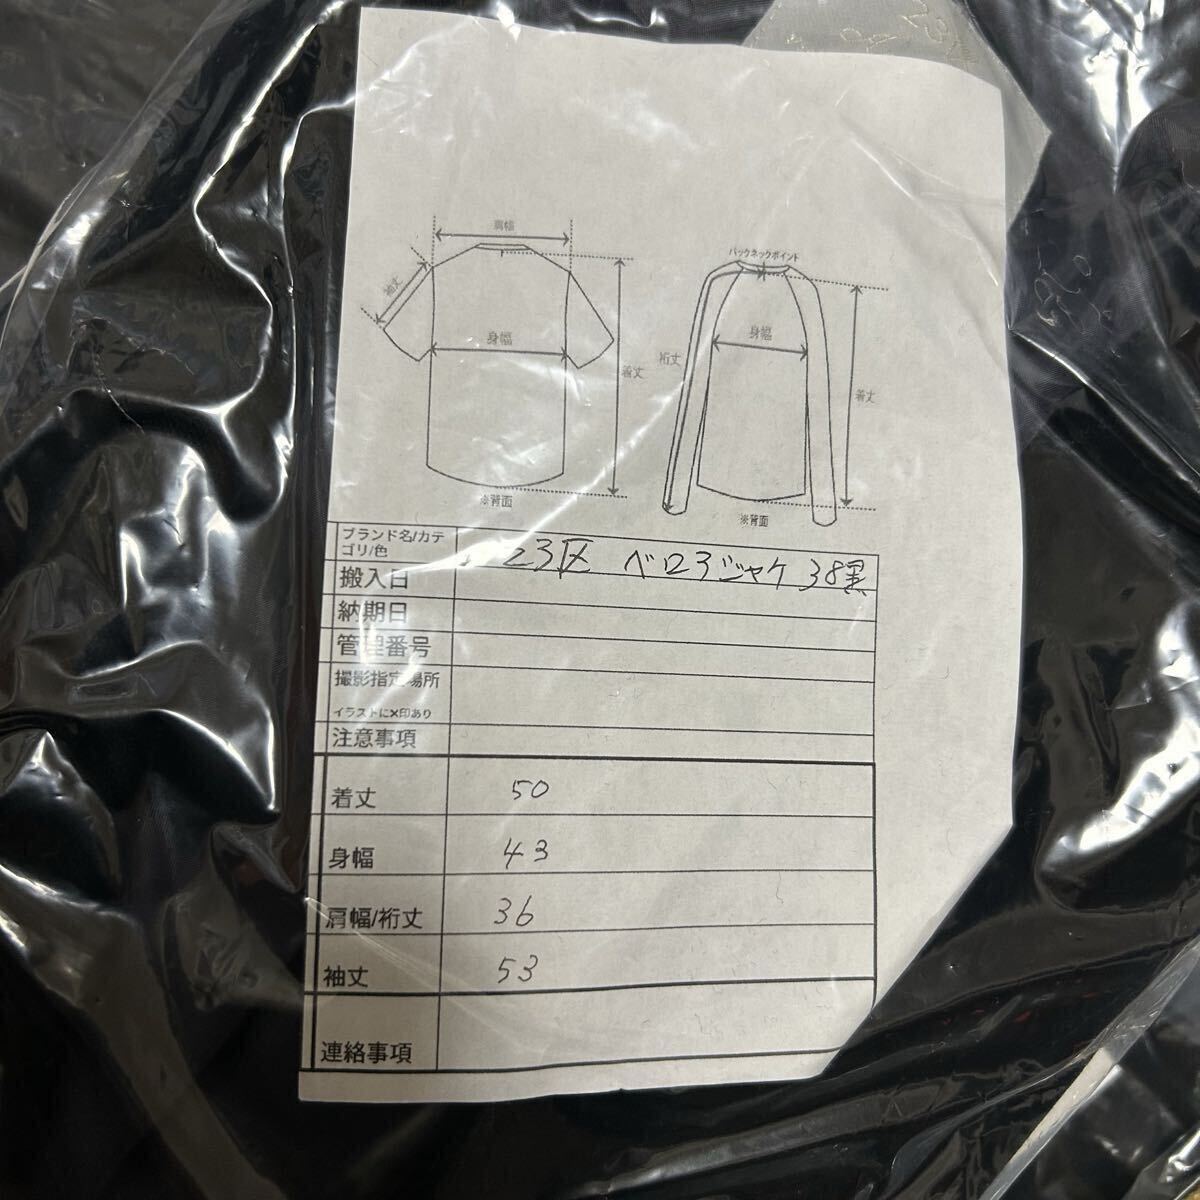 肩幅
バックネックポイント
袖丈
身幅
身幅
裄丈
着丈
着丈
※背面
※背面
ブランド名/カテゴリ/色 23区 ベロアジャケ 38黒
搬入日
納期日
管理番号
撮影指定場所
イラストに×印あり
注意事項
着丈 50
身幅 43
肩幅/裄丈 36
袖丈 53
連絡事項